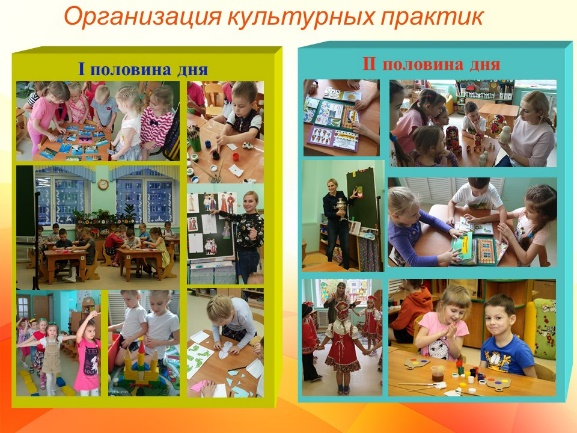 Организация культурных практик
I половина дня
II половина дня